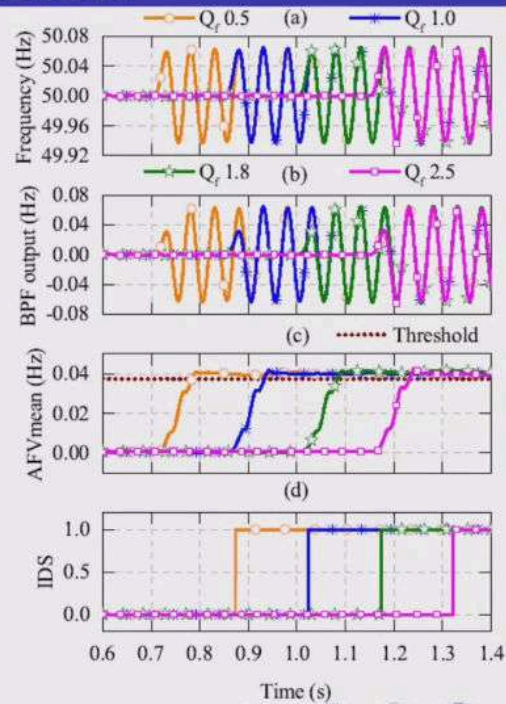 Q_f 0.5 (a) Q_f 1.0
50.08
50.04
50.00
49.96
49.92
Frequency (Hz)
Q_f 1.8 (b) Q_f 2.5
0.08
0.04
0.00
-0.04
-0.08
BPF output (Hz)
(c) Threshold
0.04
0.02
0.00
AFVmean (Hz)
(d)
1.0
0.5
0.0
IDS
0.6 0.7 0.8 0.9 1.0 1.1 1.2 1.3 1.4
Time (s)